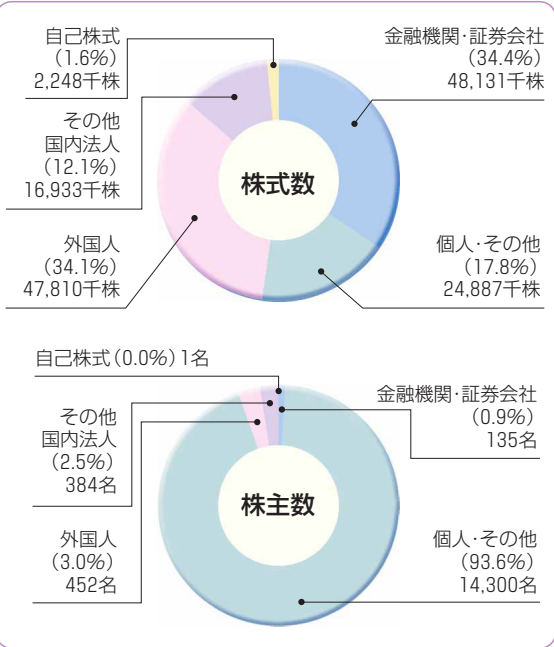 自己株式
(1.6%)
2,248千株
金融機関･証券会社
(34.4%)
48,131千株
その他
国内法人
(12.1%)
16,933千株
株式数
外国人
(34.1%)
47,810千株
個人･その他
(17.8%)
24,887千株
自己株式(0.0%)1名
金融機関･証券会社
(0.9%)
135名
その他
国内法人
(2.5%)
384名
株主数
外国人
(3.0%)
452名
個人･その他
(93.6%)
14,300名